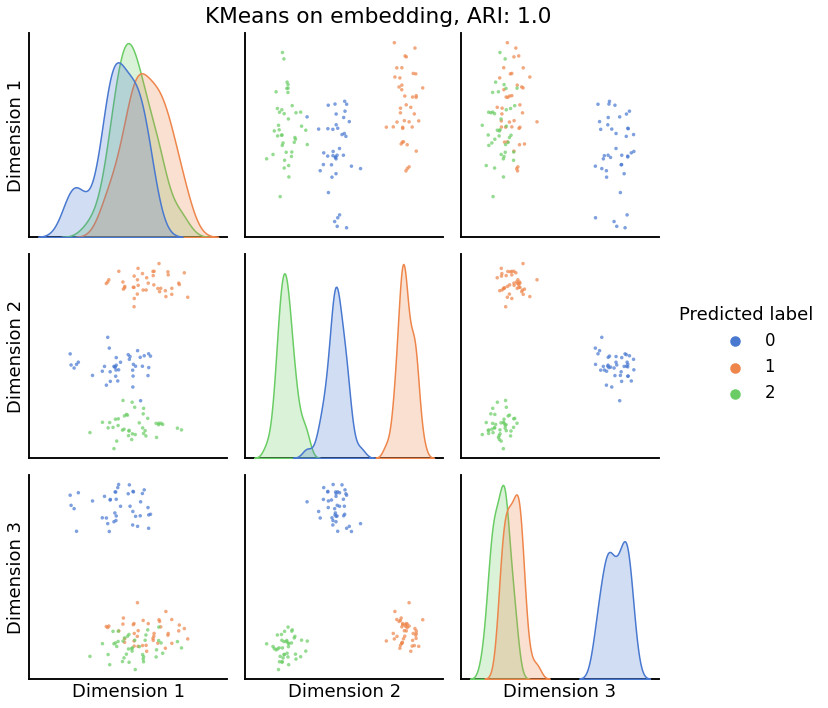 KMeans on embedding, ARI: 1.0
Dimension 1
Dimension 2
Predicted label
0
1
2
Dimension 3
Dimension 1
Dimension 2
Dimension 3